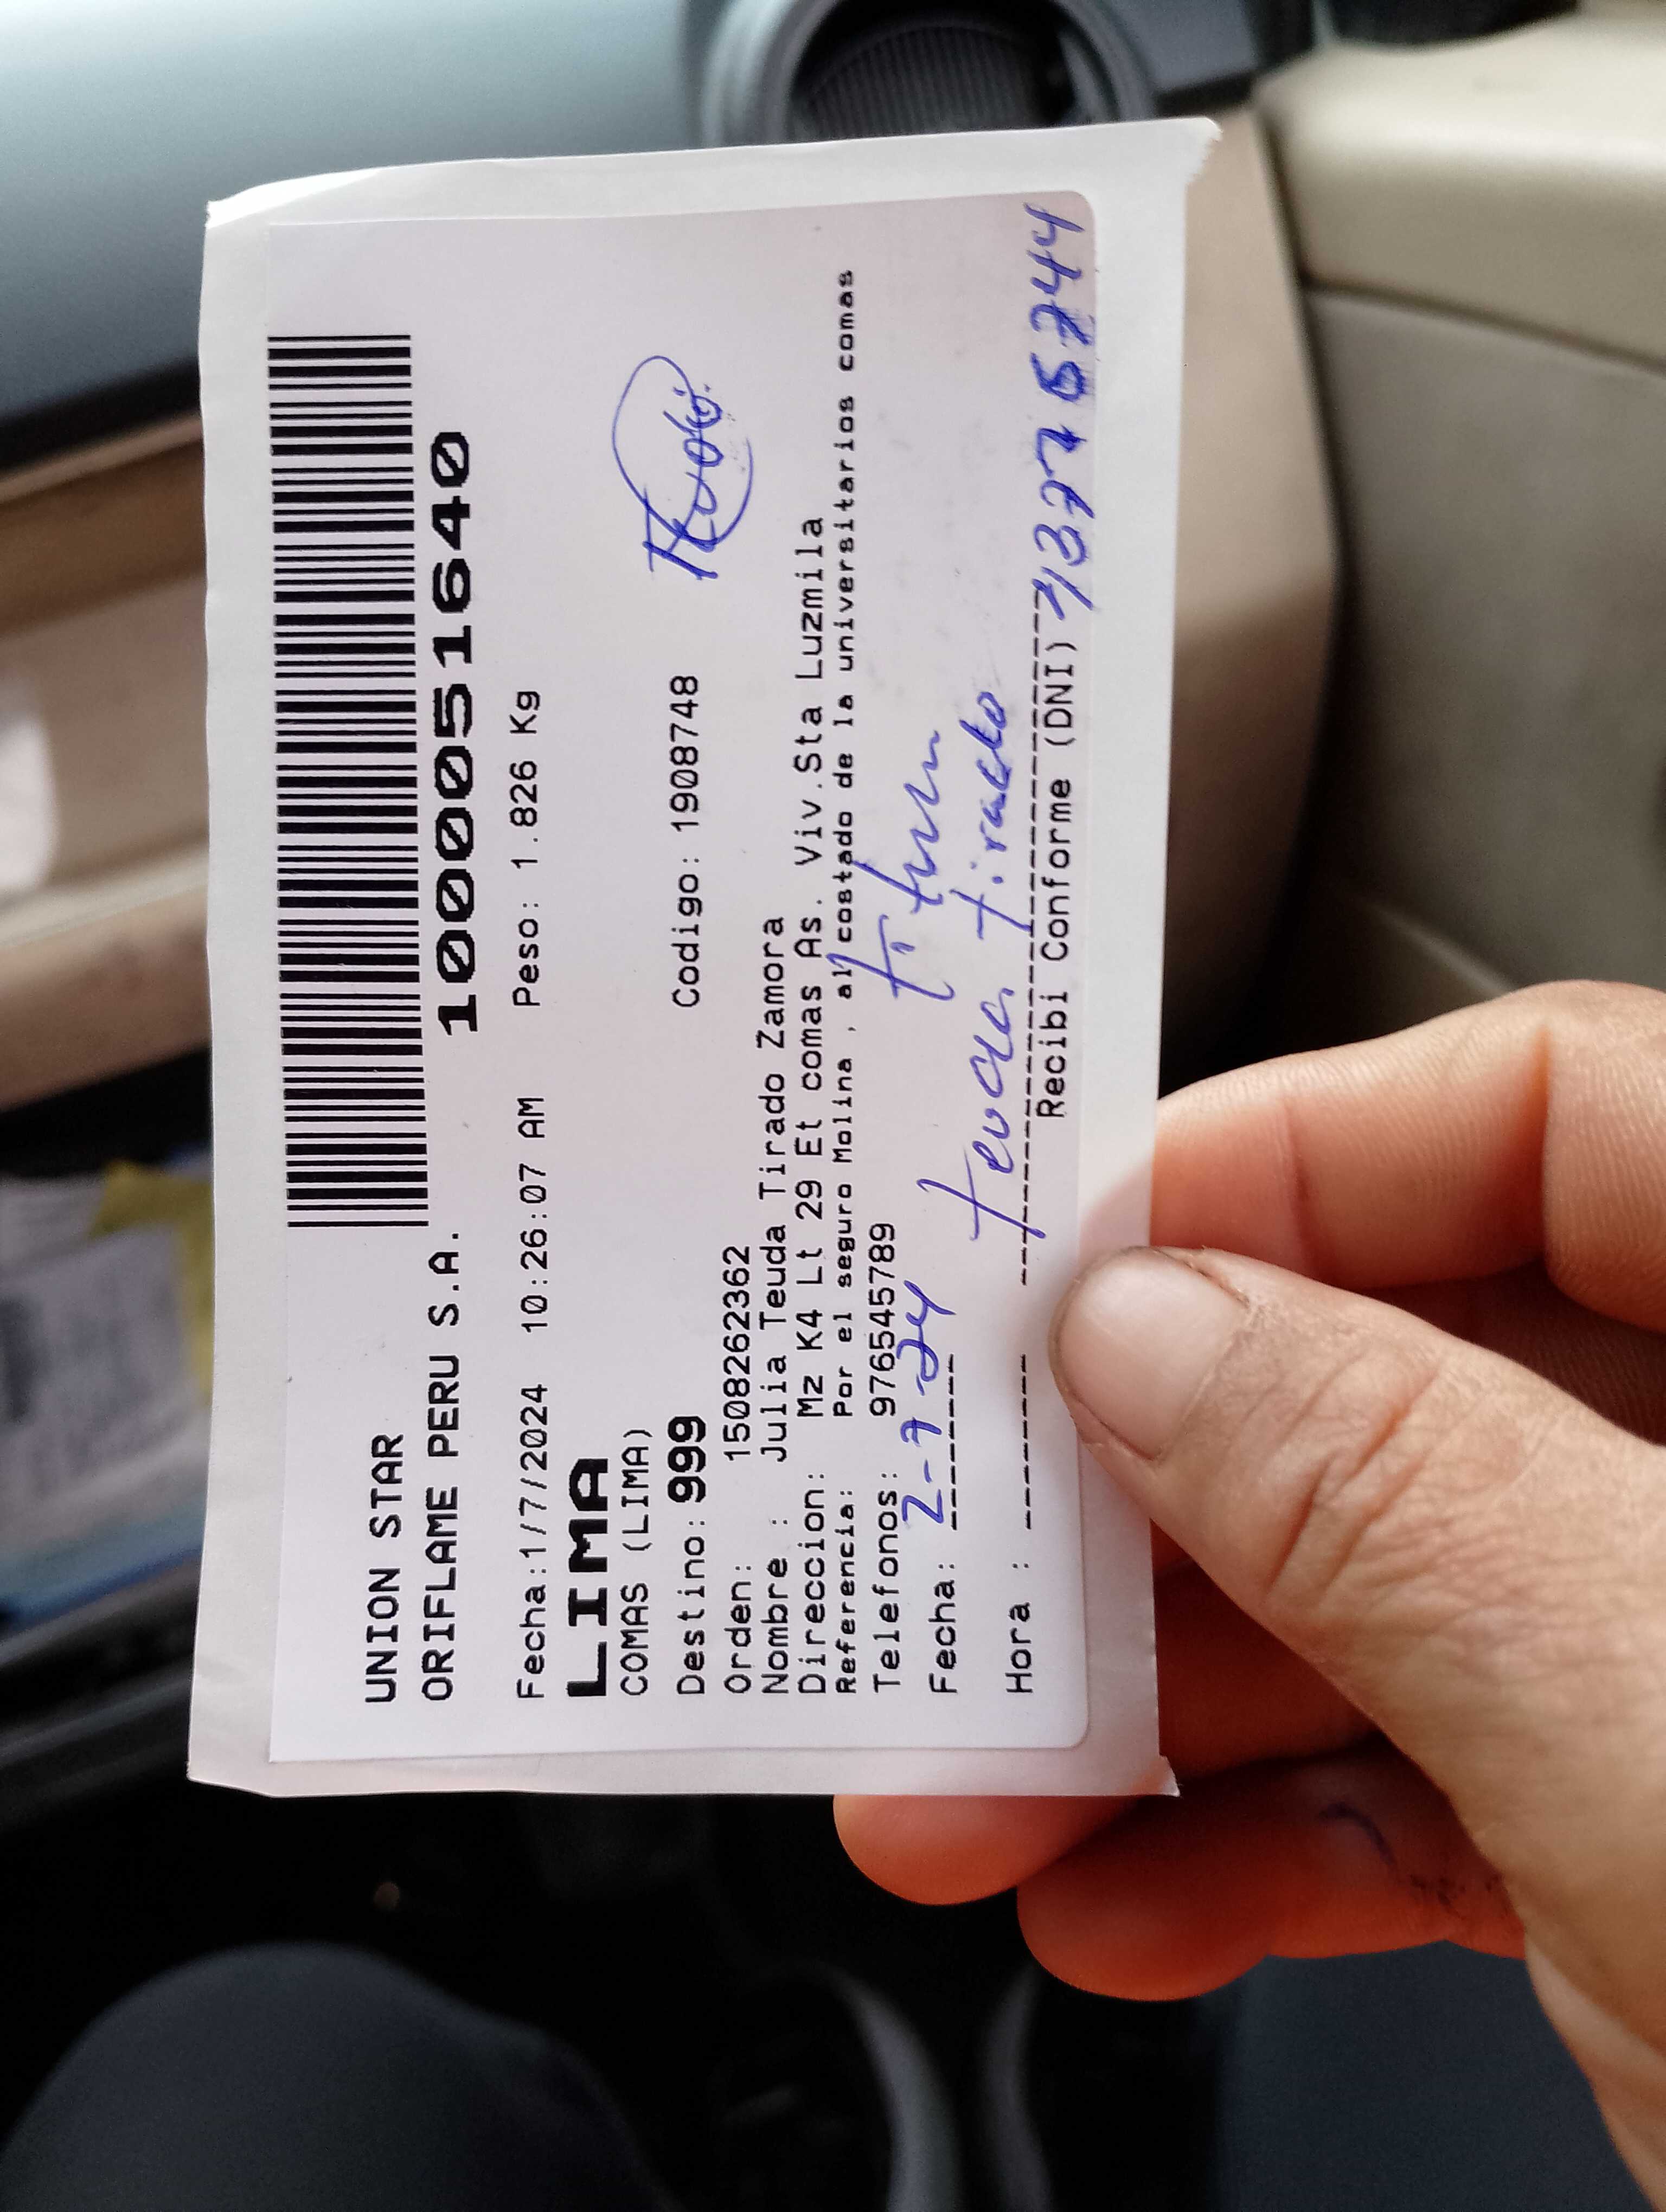 UNION STAR
ORIFLAME PERU S.A.
1000551640
Fecha:1/7/2024 10:26:07 AM Peso: 1.826 Kg
LIMA
COMAS (LIMA)
Destino: 999 Codigo: 1908748
Orden: 1508262362
Nombre : Julia Teuda Tirado Zamora
Direccion: Mz K4 Lt 29 Et comas As. Viv.Sta Luzmila
Referencia: Por el seguro Molina , al costado de la universitarios comas
Telefonos: 976545789
Fecha: 2-7-24 Titular
Teuda Tirado
Hora :
Recibi Conforme (DNI)